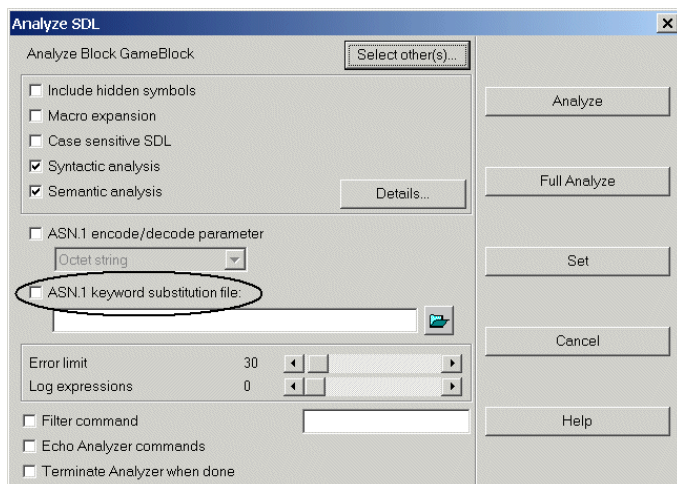 Analyze SDL
Analyze Block GameBlock
Select other(s)...
Include hidden symbols
Macro expansion
Case sensitive SDL
Syntactic analysis
Semantic analysis
Details...
ASN.1 encode/decode parameter
Octet string
ASN.1 keyword substitution file:
Error limit 30
Log expressions 0
Filter command
Echo Analyzer commands
Terminate Analyzer when done
Analyze
Full Analyze
Set
Cancel
Help